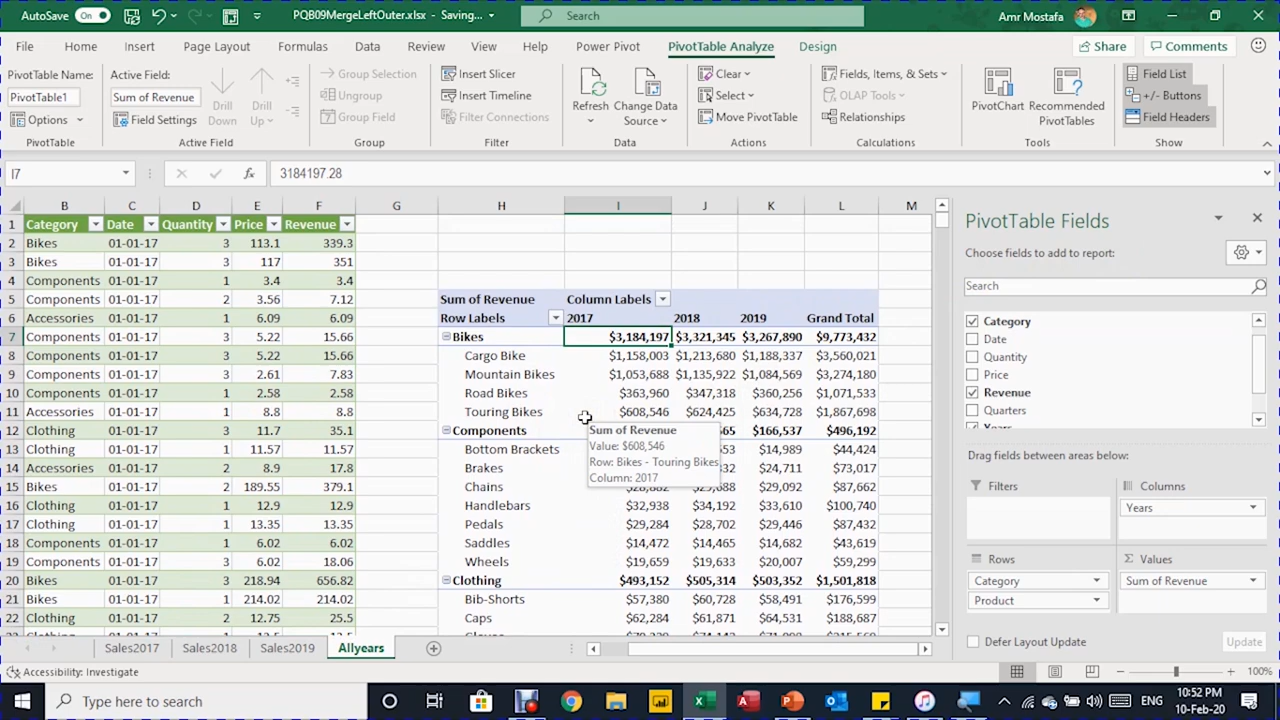 AutoSave On PQB09MergeLeftOuter.xlsx - Saving... Search Amr Mostafa
File Home Insert Page Layout Formulas Data Review View Help Power Pivot PivotTable Analyze Design Share Comments
PivotTable Name: Active Field: Group Selection Insert Slicer Clear Fields, Items, & Sets Field List
PivotTable1 Sum of Revenue Drill Down Drill Up Ungroup Insert Timeline Refresh Change Data Source Select OLAP Tools PivotChart Recommended PivotTables +/- Buttons
Options Field Settings Group Field Filter Connections Move PivotTable Relationships Field Headers
PivotTable Active Field Group Filter Data Actions Calculations Tools Show
I7 fx 3184197.28
B C D E F G H I J K L M
1 Category Date Quantity Price Revenue
2 Bikes 01-01-17 3 113.1 339.3
3 Bikes 01-01-17 3 117 351
4 Components 01-01-17 1 3.4 3.4
5 Components 01-01-17 2 3.56 7.12 Sum of Revenue Column Labels
6 Accessories 01-01-17 1 6.09 6.09 Row Labels 2017 2018 2019 Grand Total
7 Components 01-01-17 3 5.22 15.66 Bikes $3,184,197 $3,321,345 $3,267,890 $9,773,432
8 Components 01-01-17 3 5.22 15.66 Cargo Bike $1,158,003 $1,213,680 $1,188,337 $3,560,021
9 Components 01-01-17 3 2.61 7.83 Mountain Bikes $1,053,688 $1,135,922 $1,084,569 $3,274,180
10 Components 01-01-17 1 2.58 2.58 Road Bikes $363,960 $347,318 $360,256 $1,071,533
11 Accessories 01-01-17 1 8.8 8.8 Touring Bikes $608,546 $624,425 $634,728 $1,867,698
12 Clothing 01-01-17 3 11.7 35.1 Components $166,537 $496,192
13 Clothing 01-01-17 1 11.57 11.57 Bottom Brackets $14,989 $44,424
14 Accessories 01-01-17 2 8.9 17.8 Brakes $24,711 $73,017
15 Bikes 01-01-17 2 189.55 379.1 Chains $29,092 $87,662
16 Clothing 01-01-17 1 12.9 12.9 Handlebars $32,938 $34,192 $33,610 $100,740
17 Clothing 01-01-17 1 13.35 13.35 Pedals $29,284 $28,702 $29,446 $87,432
18 Components 01-01-17 1 6.02 6.02 Saddles $14,472 $14,465 $14,682 $43,619
19 Components 01-01-17 3 6.02 18.06 Wheels $19,659 $19,633 $20,007 $59,299
20 Bikes 01-01-17 3 218.94 656.82 Clothing $493,152 $505,314 $503,352 $1,501,818
21 Bikes 01-01-17 1 214.02 214.02 Bib-Shorts $57,380 $60,728 $58,491 $176,599
22 Clothing 01-01-17 2 12.75 25.5 Caps $62,284 $61,871 $64,531 $188,687
Sum of Revenue
Value: $608,546
Row: Bikes - Touring Bikes
Column: 2017
PivotTable Fields
Choose fields to add to report:
Search
Category
Date
Quantity
Price
Revenue
Quarters
Years
Drag fields between areas below:
Filters Columns
Years
Rows Σ Values
Category Sum of Revenue
Product
Defer Layout Update Update
Sales2017 Sales2018 Sales2019 Allyears
Accessibility: Investigate 100%
Type here to search ENG 10:52 PM
10-Feb-20